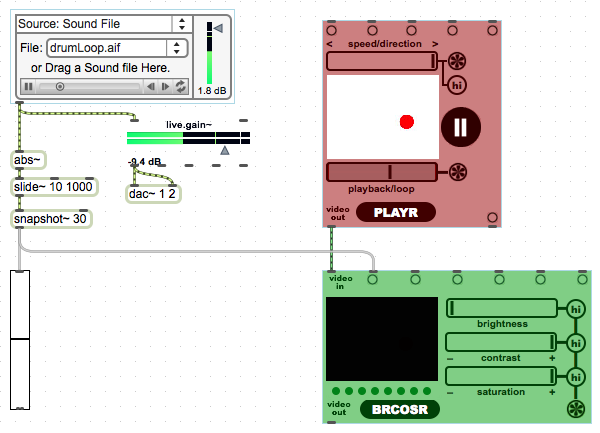 Source: Sound File
File: drumLoop.aif
or Drag a Sound file Here.
1.8 dB
live.gain~
-9.4 dB
abs~
slide~ 10 1000
dac~ 1 2
snapshot~ 30
< speed/direction >
hi
playback/loop
video out
PLAYR
video in
hi
brightness
hi
− contrast +
hi
− saturation +
video out
BRCOSR